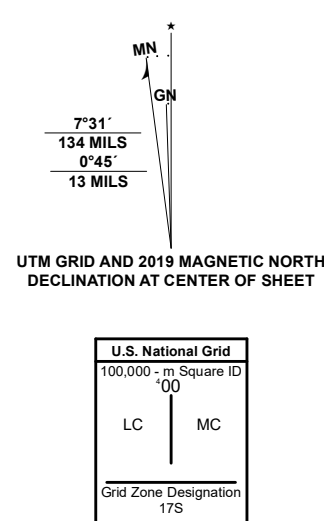 ★
MN
GN
7°31´
134 MILS
0°45´
13 MILS
UTM GRID AND 2019 MAGNETIC NORTH
DECLINATION AT CENTER OF SHEET
U.S. National Grid
100,000 - m Square ID
⁴00
LC MC
Grid Zone Designation
17S